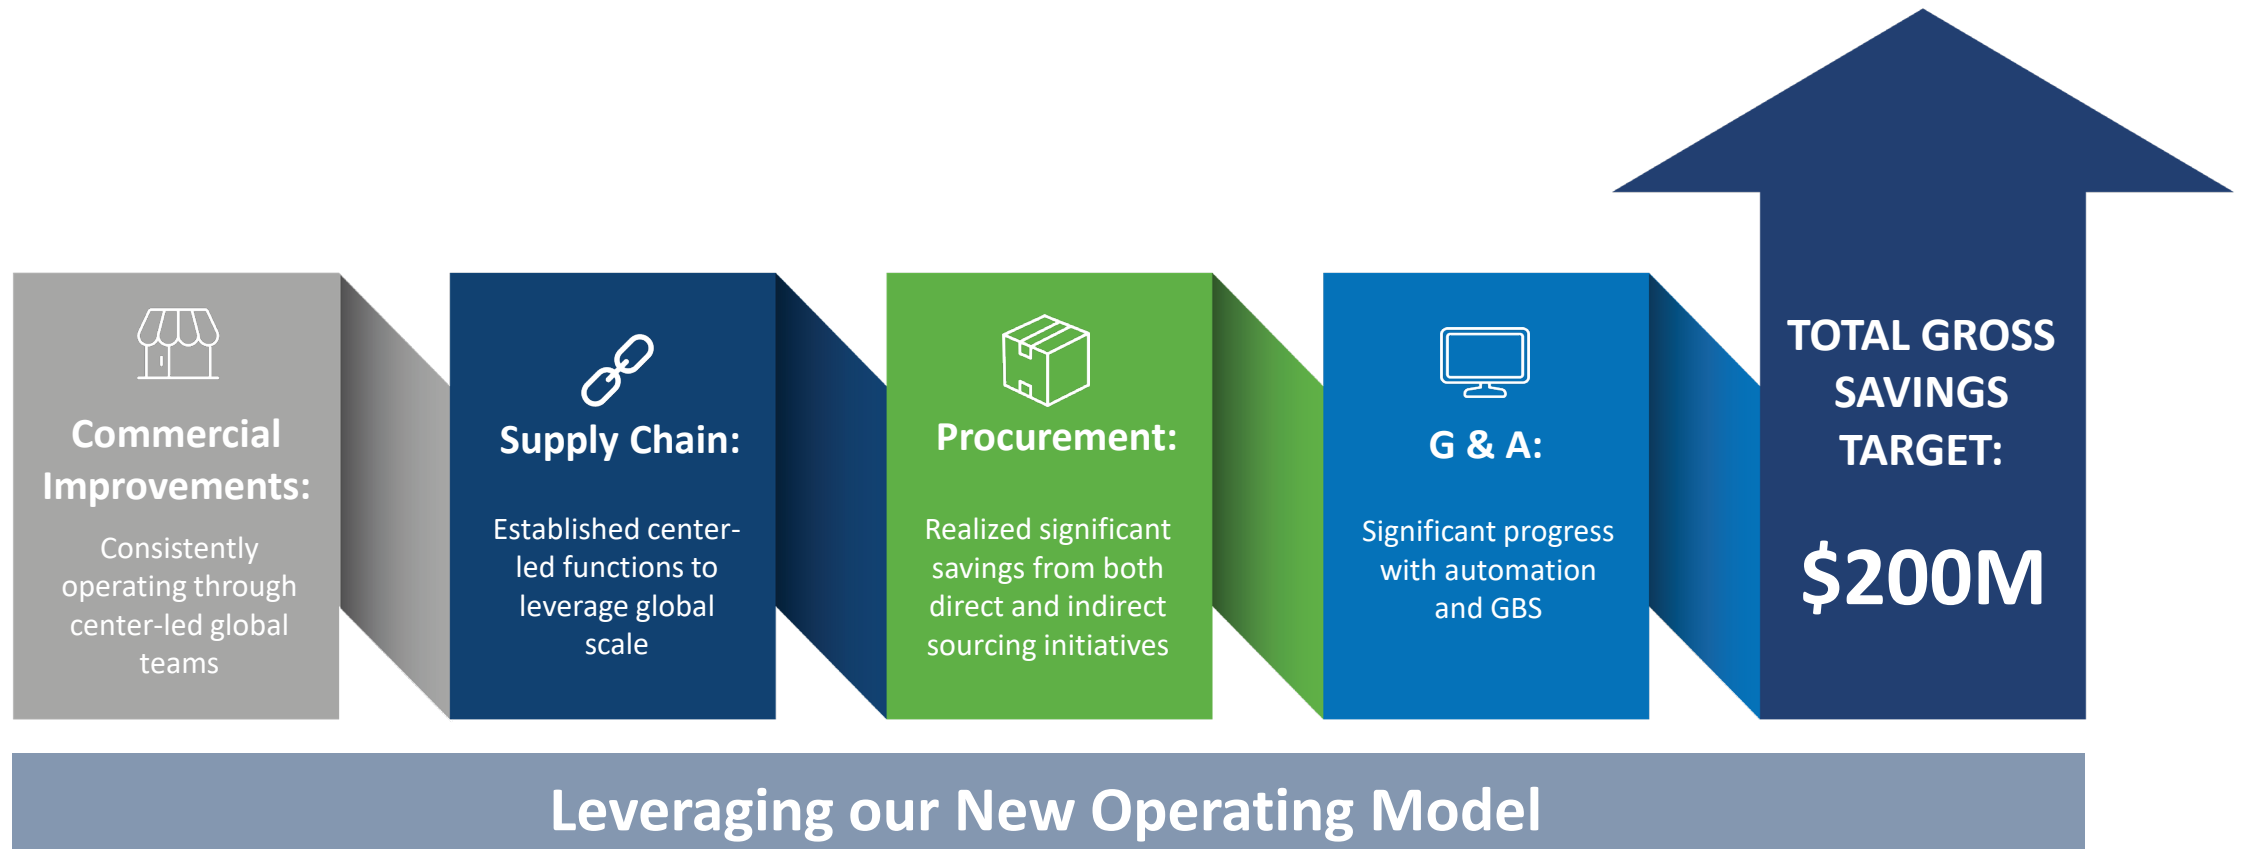 Commercial
Improvements:
Consistently
operating through
center-led global
teams
Supply Chain:
Established center-
led functions to
leverage global
scale
Procurement:
Realized significant
savings from both
direct and indirect
sourcing initiatives
G & A:
Significant progress
with automation
and GBS
TOTAL GROSS
SAVINGS
TARGET:
$200M
Leveraging our New Operating Model